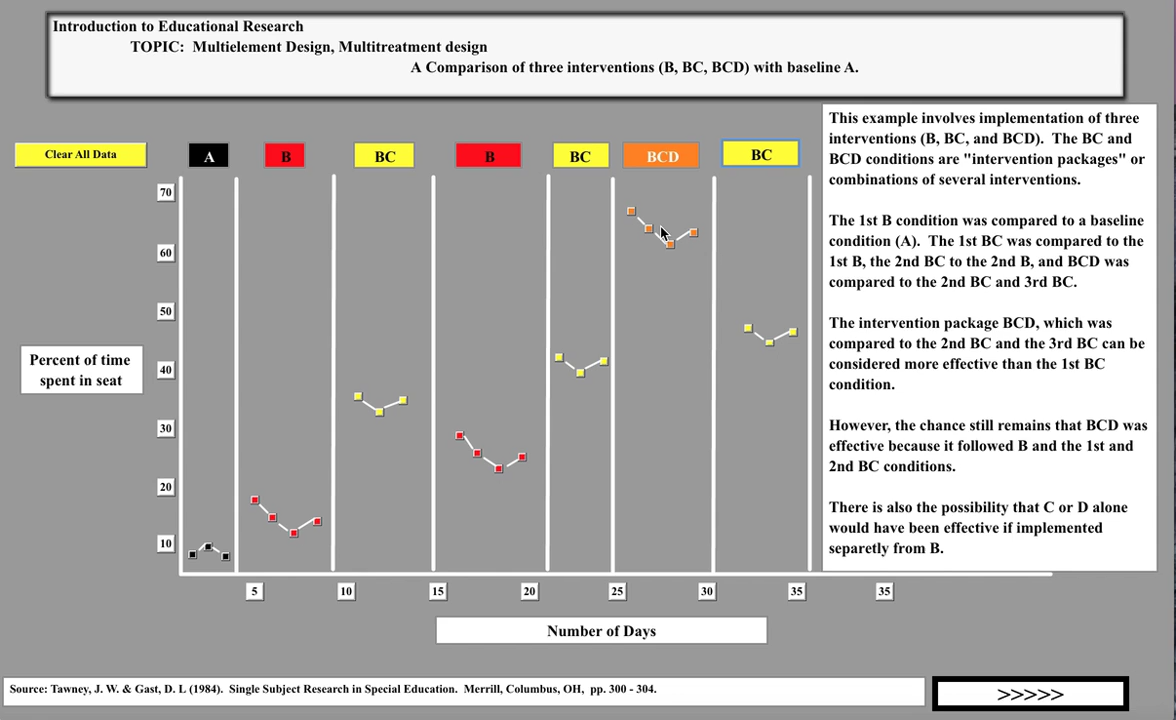 Introduction to Educational Research
TOPIC: Multielement Design, Multitreatment design
A Comparison of three interventions (B, BC, BCD) with baseline A.
Clear All Data
A
B
BC
B
BC
BCD
BC
70
60
50
40
30
20
10
Percent of time
spent in seat
5
10
15
20
25
30
35
35
Number of Days
This example involves implementation of three
interventions (B, BC, and BCD). The BC and
BCD conditions are "intervention packages" or
combinations of several interventions.
The 1st B condition was compared to a baseline
condition (A). The 1st BC was compared to the
1st B, the 2nd BC to the 2nd B, and BCD was
compared to the 2nd BC and 3rd BC.
The intervention package BCD, which was
compared to the 2nd BC and the 3rd BC can be
considered more effective than the 1st BC
condition.
However, the chance still remains that BCD was
effective because it followed B and the 1st and
2nd BC conditions.
There is also the possibility that C or D alone
would have been effective if implemented
separetly from B.
Source: Tawney, J. W. & Gast, D. L (1984). Single Subject Research in Special Education. Merrill, Columbus, OH, pp. 300 - 304.
>>>>>